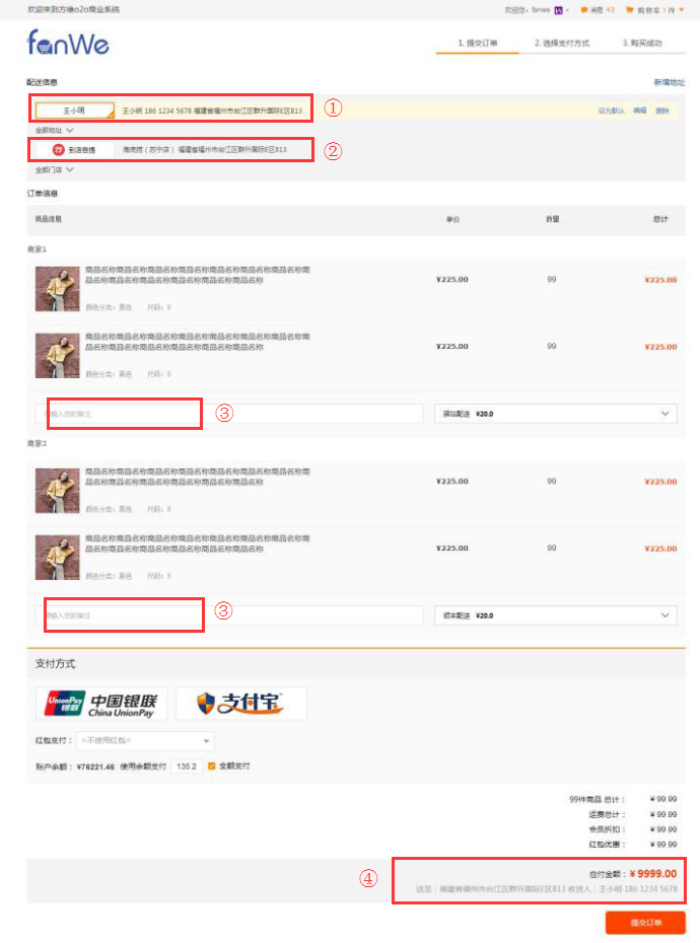 欢迎来到方维o2o商业系统
欢迎您，fanwe V4 消息 43 购物车 1 件
fanWe
1. 提交订单 2. 选择支付方式 3. 购买成功
配送信息 新增地址
王小明 王小明 186 1234 5678 福建省福州市台江区群升国际E区813 ① 设为默认 编辑 删除
全部地址
到店自提 海底捞（苏宁店） 福建省福州市台江区群升国际E区813 ②
全部门店
订单信息
商品信息 单价 数量 总计
商家1
商品名称商品名称商品名称商品名称商品名称商品名称商品名称商
品名称商品名称商品名称商品名称商品名称商品名称
¥225.00 99 ¥225.00
颜色分类：黑色 尺码：S
商品名称商品名称商品名称商品名称商品名称商品名称商品名称商
品名称商品名称商品名称商品名称商品名称商品名称
¥225.00 99 ¥225.00
颜色分类：黑色 尺码：S
请输入您的备注 ③ 配送 ¥20.0
商家2
商品名称商品名称商品名称商品名称商品名称商品名称商品名称商
品名称商品名称商品名称商品名称商品名称商品名称
¥225.00 99 ¥225.00
颜色分类：黑色 尺码：S
商品名称商品名称商品名称商品名称商品名称商品名称商品名称商
品名称商品名称商品名称商品名称商品名称商品名称
¥225.00 99 ¥225.00
颜色分类：黑色 尺码：S
请输入您的备注 ③ 顺丰配送 ¥20.0
支付方式
UnionPay 银联 中国银联 China UnionPay 支付宝
红包支付： <不使用红包>
账户余额：¥76221.46 使用余额支付 135.2 全额支付
99件商品 总计： ¥99.99
运费总计： ¥99.99
会员折扣： ¥99.99
红包优惠： ¥99.99
④ 应付金额：¥9999.00
送至：福建省福州市台江区群升国际E区813 收货人：王小明 186 1234 5678
提交订单